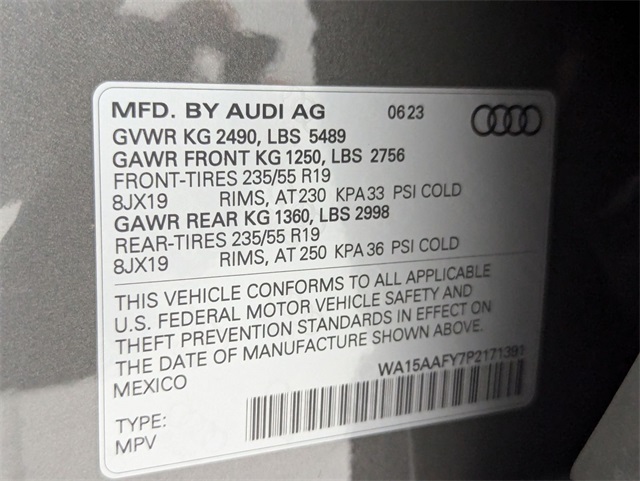 MFD. BY AUDI AG 0623
GVWR KG 2490, LBS 5489
GAWR FRONT KG 1250, LBS 2756
FRONT-TIRES 235/55 R19
8JX19 RIMS, AT 230 KPA 33 PSI COLD
GAWR REAR KG 1360, LBS 2998
REAR-TIRES 235/55 R19
8JX19 RIMS, AT 250 KPA 36 PSI COLD
THIS VEHICLE CONFORMS TO ALL APPLICABLE
U.S. FEDERAL MOTOR VEHICLE SAFETY AND
THEFT PREVENTION STANDARDS IN EFFECT ON
THE DATE OF MANUFACTURE SHOWN ABOVE.
MEXICO WA15AAFY7P2171391
TYPE:
MPV